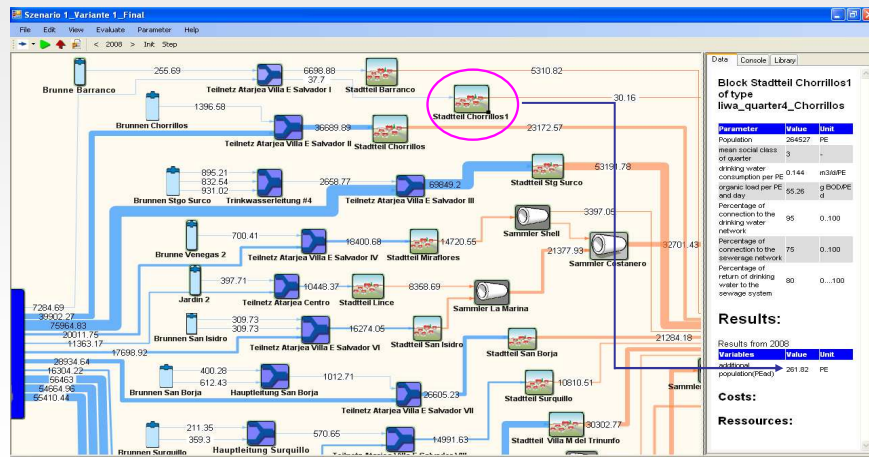 Szenario 1_Variante 1_Final
File Edit View Evaluate Parameter Help
< 2008 > Init Step
Brunne Barranco
255.69
Teilnetz Atarjea Villa E Salvador I
6698.88
37.7
Stadtteil Barranco
5310.82
Brunnen Chorrillos
1396.58
Teilnetz Atarjea Villa E Salvador II
36689.89
Stadtteil Chorrillos
Stadtteil Chorrillos1
30.16
23172.57
Brunnen Stgo Surco
895.21
832.54
931.02
Trinkwasserleitung #4
2658.77
Teilnetz Atarjea Villa E Salvador III
69849.2
Stadtteil Stg Surco
53191.78
Brunne Venegas 2
700.41
Teilnetz Atarjea Villa E Salvador IV
18400.68
Stadtteil Miraflores
14720.55
Sammler Shell
3397.05
21377.93
Sammler Costanero
32701.43
Jardin 2
397.71
Teilnetz Atarjea Centro
10448.37
Stadtteil Lince
8358.69
Sammler La Marina
7284.69
39902.27
75964.83
20011.75
11363.17
17698.92
28934.64
16304.22
56463
54664.96
55410.44
Brunnen San Isidro
309.73
309.73
Teilnetz Atarjea Villa E Salvador VI
16274.05
Stadtteil San Isidro
Stadtteil San Borja
21284.18
Brunnen San Borja
400.28
612.43
Hauptleitung San Borja
1012.71
Teilnetz Atarjea Villa E Salvador VII
26605.23
Stadtteil Surquillo
10810.51
Sammler
Brunnen Surquillo
211.35
359.3
Hauptleitung Surquillo
570.65
Teilnetz Atarjea Villa E Salvador VIII
14991.63
Stadtteil Villa M del Trinunfo
30302.77
Data Console Library
Block Stadtteil Chorrillos1
of type
liwa_quarter4_Chorrillos
Parameter Value Unit
Population 264527 PE
mean social class
of quarter 3 -
drinking water
consumption per PE 0.144 m3/d/PE
organic load per PE
and day 55.26 g BOD/PE
d
Percentage of
connection to the
drinking water
network 95 0..100
Percentage of
connection to the
sewerage network 75 0..100
Percentage of
return of drinking
water to the
sewage system 80 0....100
Results:
Results from 2008
Variables Value Unit
additional
population(PEad) 261.82 PE
Costs:
Ressources: